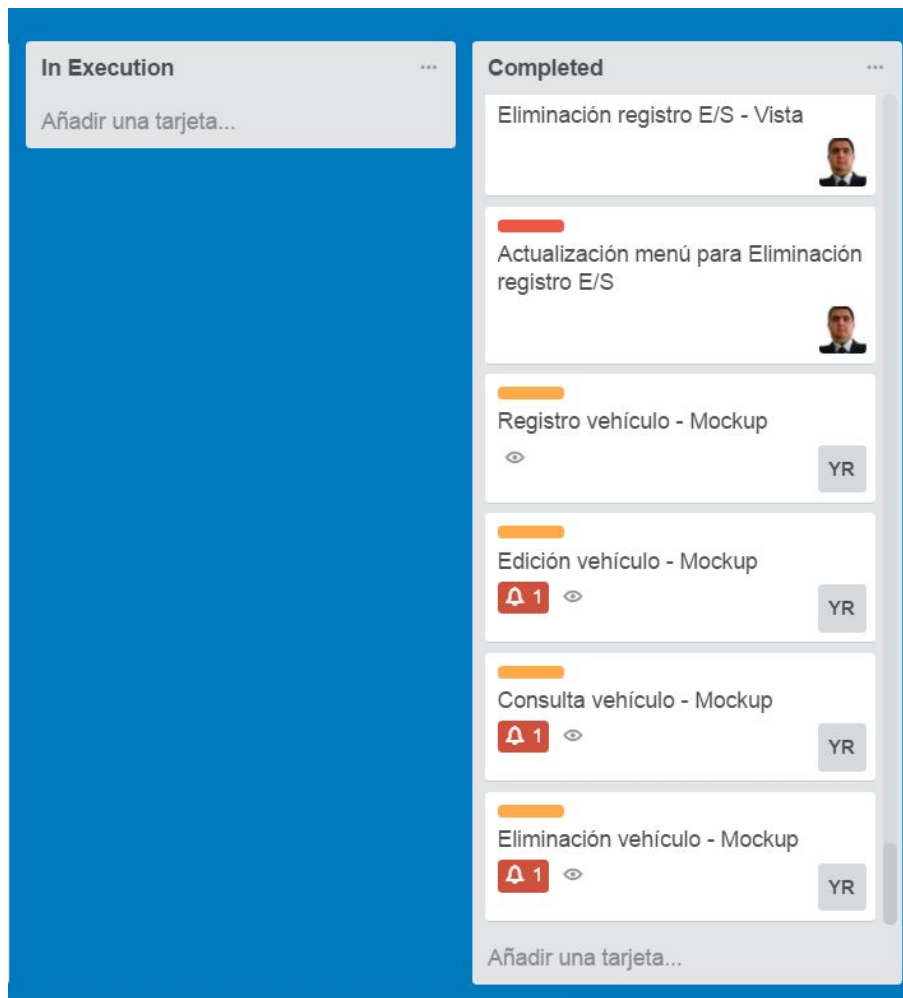 In Execution
Añadir una tarjeta...
Completed
Eliminación registro E/S - Vista
Actualización menú para Eliminación
registro E/S
Registro vehículo - Mockup
YR
Edición vehículo - Mockup
1
YR
Consulta vehículo - Mockup
1
YR
Eliminación vehículo - Mockup
1
YR
Añadir una tarjeta...